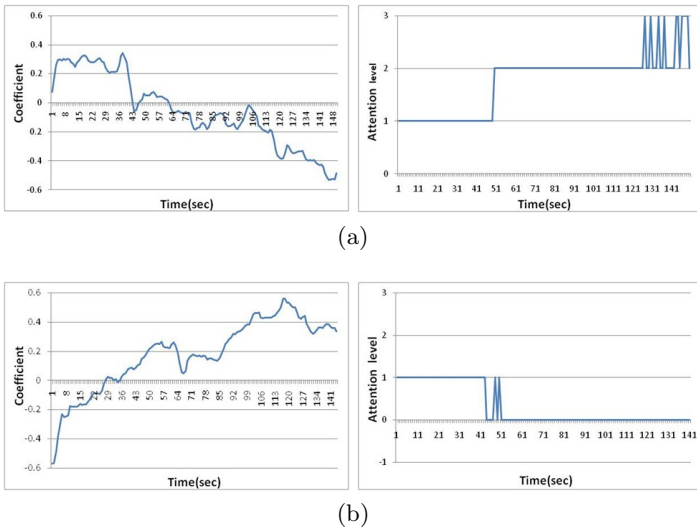 0.6
0.4
0.2
0
-0.2
-0.4
-0.6
Coefficient
1 8 15 22 29 36 43 50 57 64 71 78 85 92 99 106 113 120 127 134 141 148
Time(sec)
3
2
1
0
Attention level
1 11 21 31 41 51 61 71 81 91 101 111 121 131 141
Time(sec)
(a)
0.6
0.4
0.2
0
-0.2
-0.4
-0.6
Coefficient
1 8 15 22 29 36 43 50 57 64 71 78 85 92 99 106 113 120 127 134 141
Time(sec)
3
2
1
0
-1
Attention level
1 11 21 31 41 51 61 71 81 91 101 111 121 131 141
Time(sec)
(b)